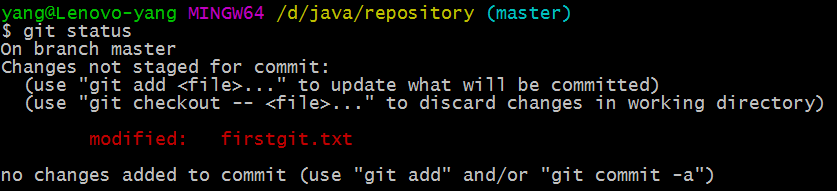 yang@Lenovo-yang MINGW64 /d/java/repository (master)
$ git status
On branch master
Changes not staged for commit:
  (use "git add <file>..." to update what will be committed)
  (use "git checkout -- <file>..." to discard changes in working directory)

        modified:   firstgit.txt

no changes added to commit (use "git add" and/or "git commit -a")